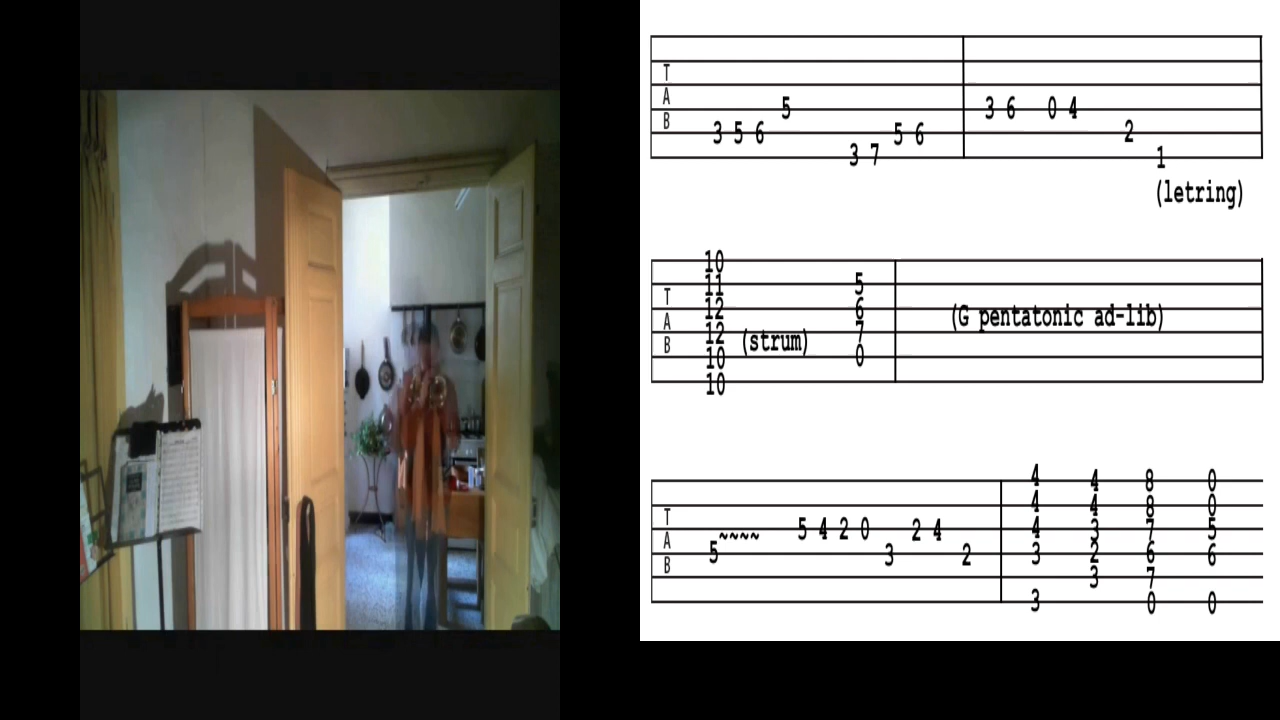 T
A
B
5
3 5 6
3 7
5 6
3 6 0 4
2
1
(letring)
T
A
B
10
11
12
12
10
10
(strum)
5
6
7
0
(G pentatonic ad-lib)
T
A
B
5~~~~
5 4 2 0
3
2 4
2
4 4 8 0
4 4 8 0
4 3 7 5
3 2 6 6
3 7
3 0 0